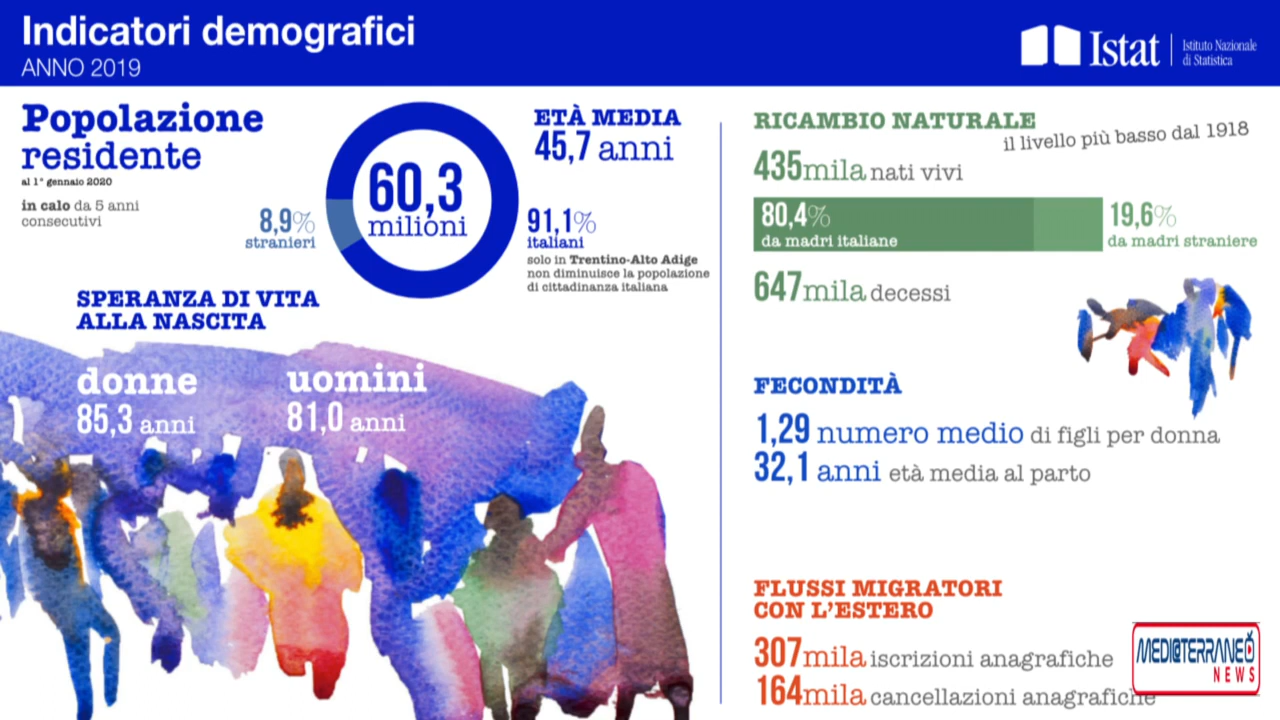 Indicatori demografici
ANNO 2019
Istat
Istituto Nazionale
di Statistica
Popolazione
residente
al 1° gennaio 2020
in calo da 5 anni
consecutivi
8,9%
stranieri
60,3
milioni
ETÀ MEDIA
45,7 anni
91,1%
italiani
solo in Trentino-Alto Adige
non diminuisce la popolazione
di cittadinanza italiana
SPERANZA DI VITA
ALLA NASCITA
donne
85,3 anni
uomini
81,0 anni
RICAMBIO NATURALE
il livello più basso dal 1918
435mila nati vivi
80,4%
da madri italiane
19,6%
da madri straniere
647mila decessi
FECONDITÀ
1,29 numero medio di figli per donna
32,1 anni età media al parto
FLUSSI MIGRATORI
CON L'ESTERO
307mila iscrizioni anagrafiche
164mila cancellazioni anagrafiche
MEDI@TERRANEO
NEWS